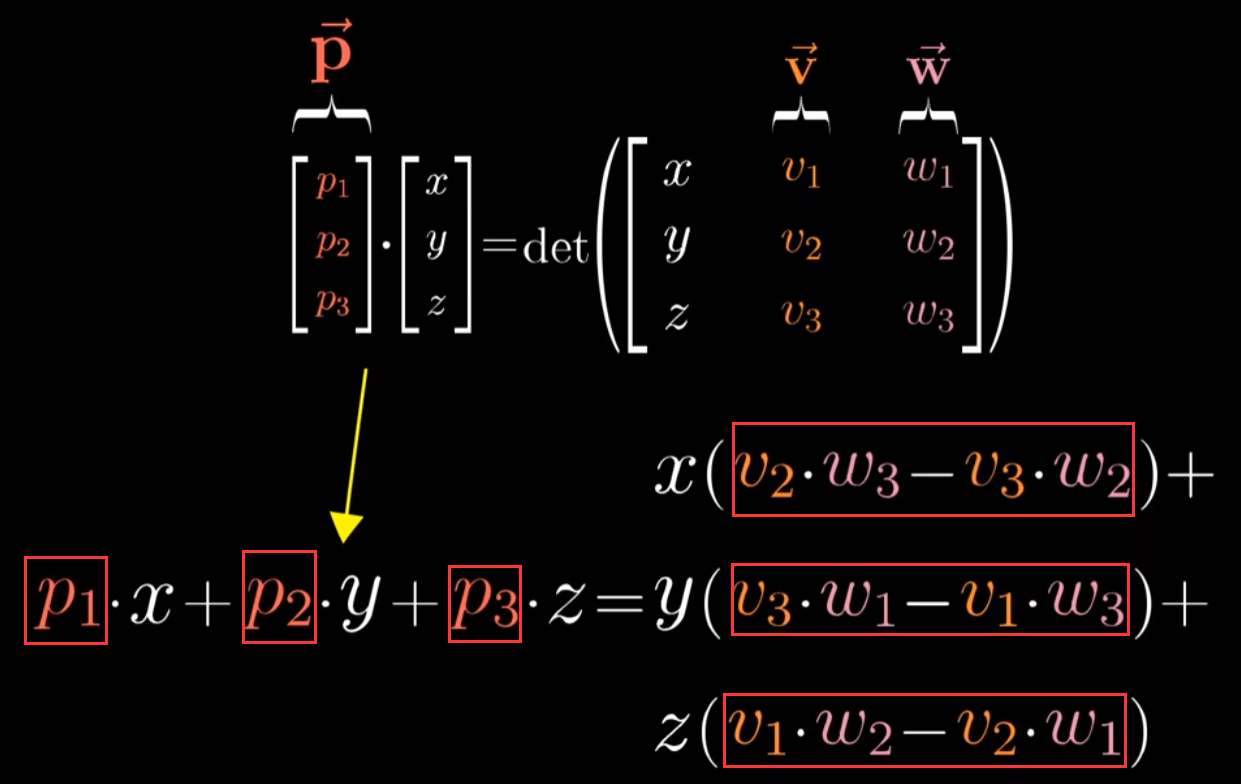 p⃗ v⃗ w⃗
[p₁ p₂ p₃] · [x y z] = det([x v₁ w₁
y v₂ w₂
z v₃ w₃])
x(v₂·w₃−v₃·w₂)+
p₁·x+p₂·y+p₃·z=y(v₃·w₁−v₁·w₃)+
z(v₁·w₂−v₂·w₁)